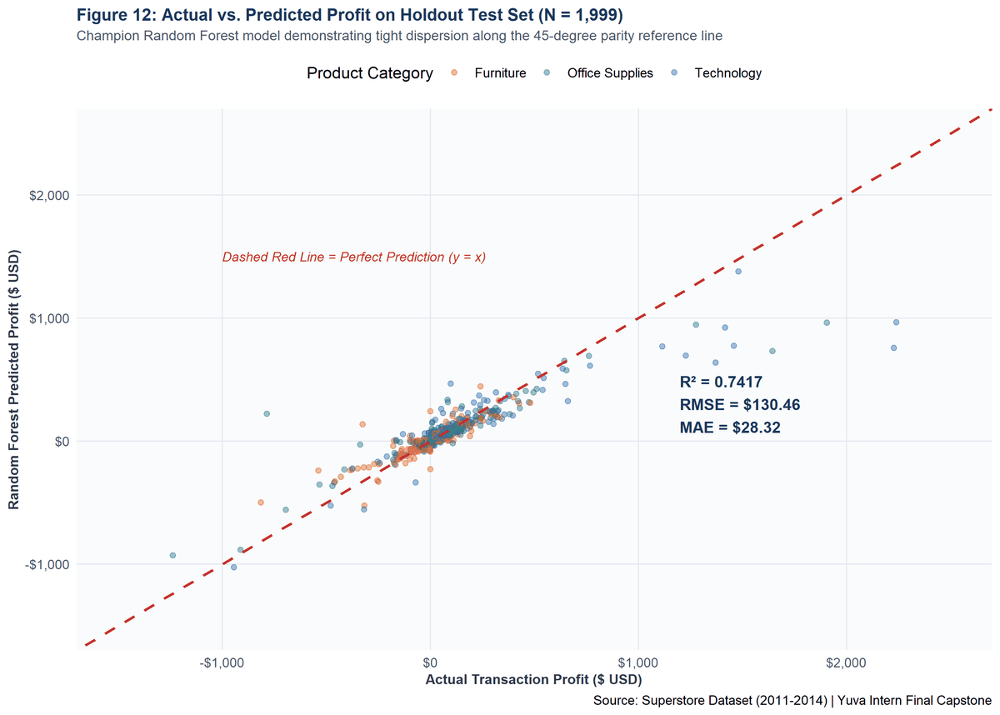 Figure 12: Actual vs. Predicted Profit on Holdout Test Set (N = 1,999)
Champion Random Forest model demonstrating tight dispersion along the 45-degree parity reference line
Product Category Furniture Office Supplies Technology
Random Forest Predicted Profit ($ USD)
$2,000
$1,000
$0
-$1,000
Dashed Red Line = Perfect Prediction (y = x)
R² = 0.7417
RMSE = $130.46
MAE = $28.32
-$1,000 $0 $1,000 $2,000
Actual Transaction Profit ($ USD)
Source: Superstore Dataset (2011-2014) | Yuva Intern Final Capstone